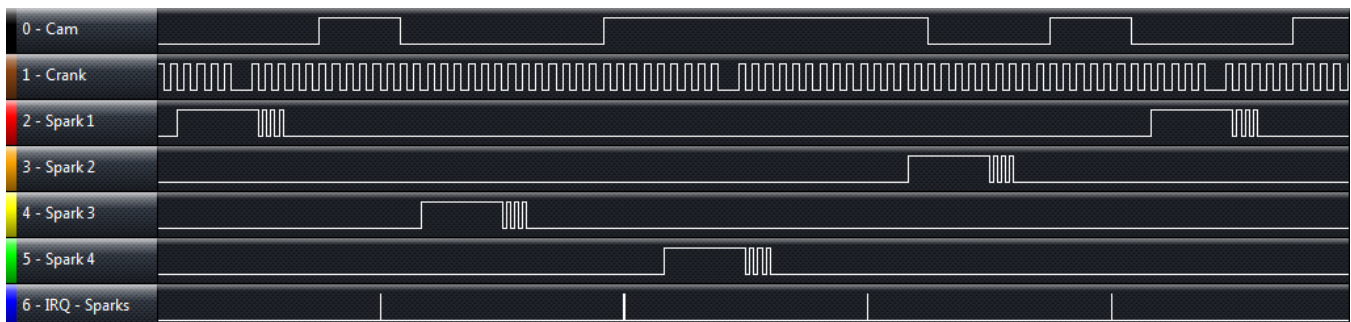 0 - Cam
1 - Crank
2 - Spark 1
3 - Spark 2
4 - Spark 3
5 - Spark 4
6 - IRQ - Sparks